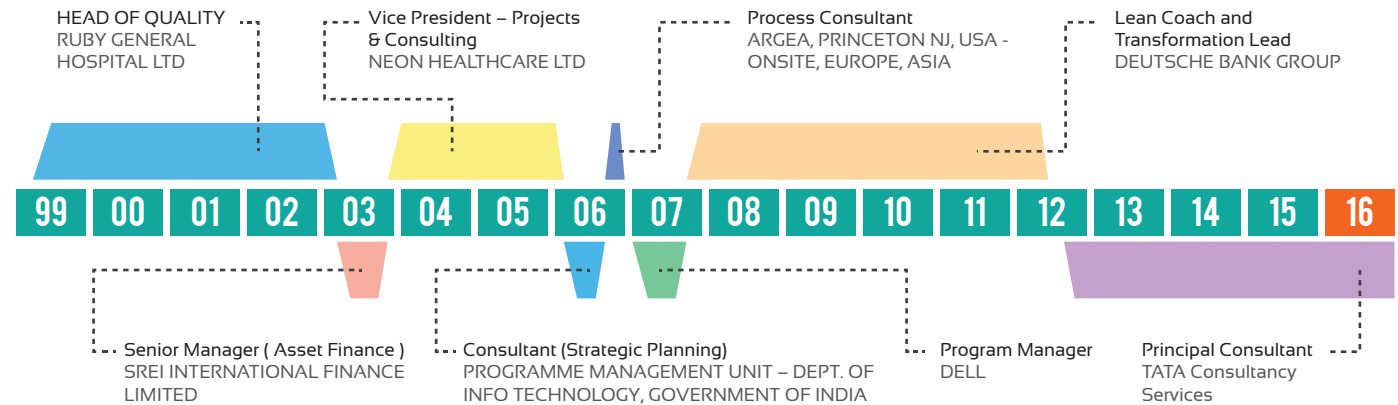 HEAD OF QUALITY
RUBY GENERAL
HOSPITAL LTD
Vice President – Projects
& Consulting
NEON HEALTHCARE LTD
Process Consultant
ARGEA, PRINCETON NJ, USA -
ONSITE, EUROPE, ASIA
Lean Coach and
Transformation Lead
DEUTSCHE BANK GROUP
99 00 01 02 03 04 05 06 07 08 09 10 11 12 13 14 15 16
Senior Manager ( Asset Finance )
SREI INTERNATIONAL FINANCE
LIMITED
Consultant (Strategic Planning)
PROGRAMME MANAGEMENT UNIT – DEPT. OF
INFO TECHNOLOGY, GOVERNMENT OF INDIA
Program Manager
DELL
Principal Consultant
TATA Consultancy
Services